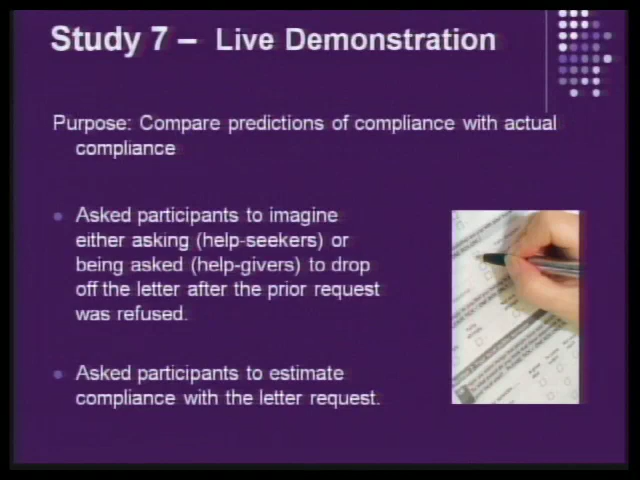 Study 7 – Live Demonstration
Purpose: Compare predictions of compliance with actual
compliance
Asked participants to imagine
either asking (help-seekers) or
being asked (help-givers) to drop
off the letter after the prior request
was refused.
Asked participants to estimate
compliance with the letter request.